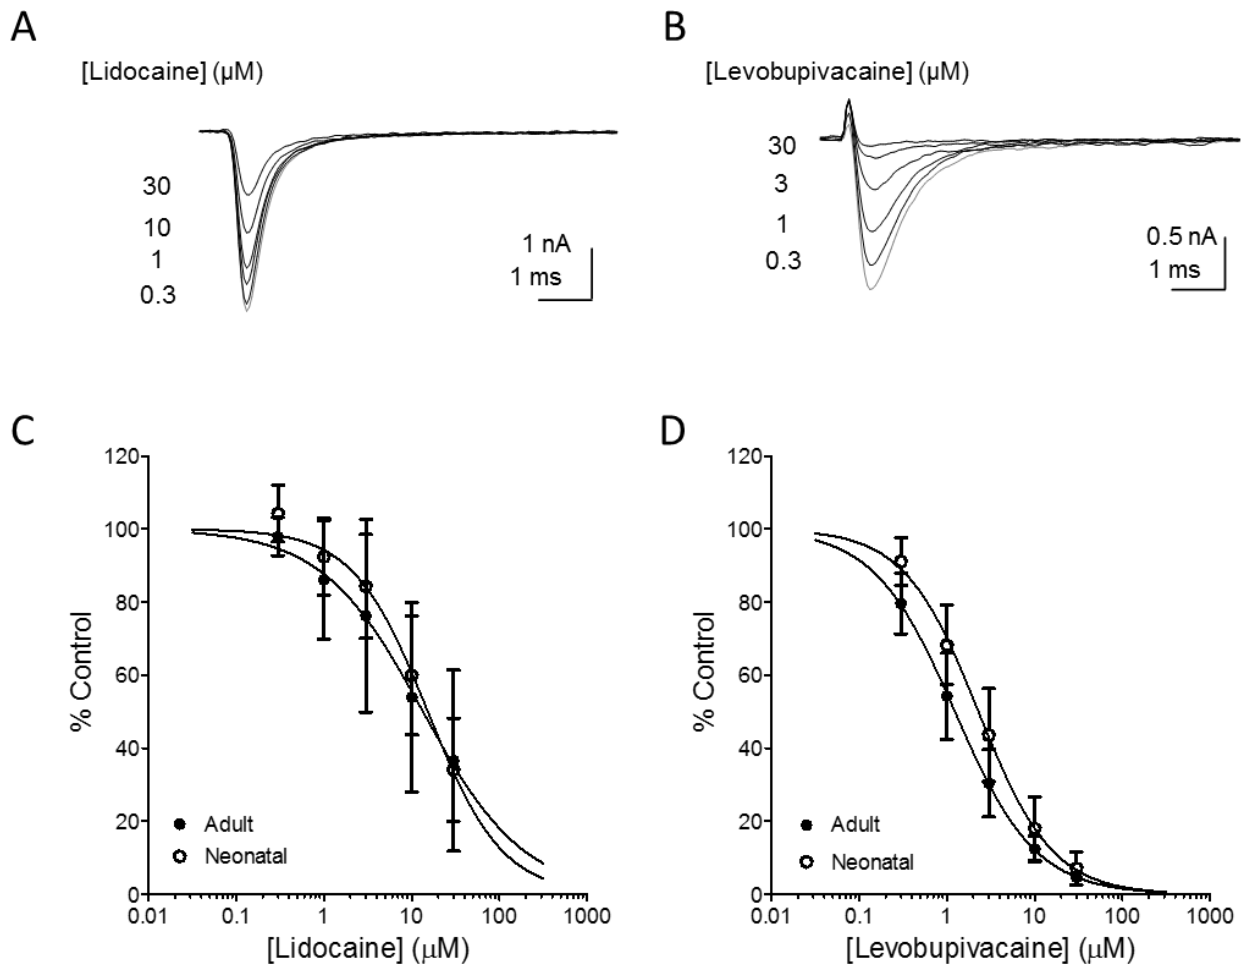 A
[Lidocaine] (µM)
30
10
1
0.3
1 nA
1 ms
B
[Levobupivacaine] (µM)
30
3
1
0.3
0.5 nA
1 ms
C
120
100
80
60
40
20
0
% Control
Adult
Neonatal
0.01 0.1 1 10 100 1000
[Lidocaine] (µM)
D
120
100
80
60
40
20
0
% Control
Adult
Neonatal
0.01 0.1 1 10 100 1000
[Levobupivacaine] (µM)